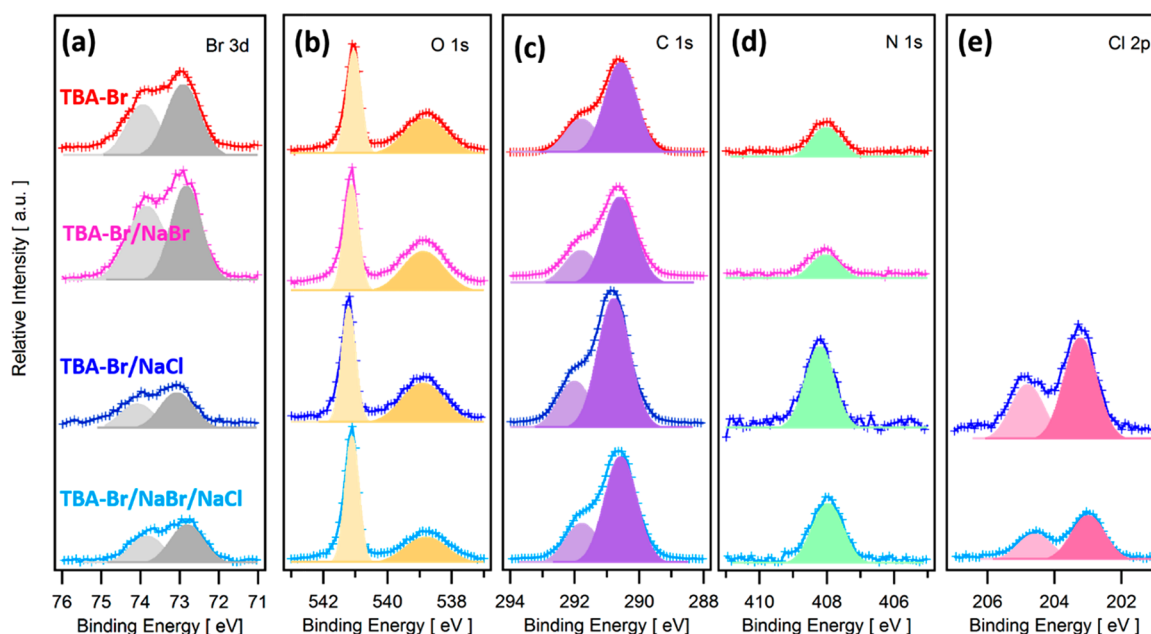 (a) Br 3d
(b) O 1s
(c) C 1s
(d) N 1s
(e) Cl 2p
TBA-Br
TBA-Br/NaBr
TBA-Br/NaCl
TBA-Br/NaBr/NaCl
Relative Intensity [ a.u. ]
76 75 74 73 72 71
542 540 538
294 292 290 288
410 408 406
206 204 202
Binding Energy [ eV] Binding Energy [ eV] Binding Energy [ eV] Binding Energy [ eV] Binding Energy [ eV]